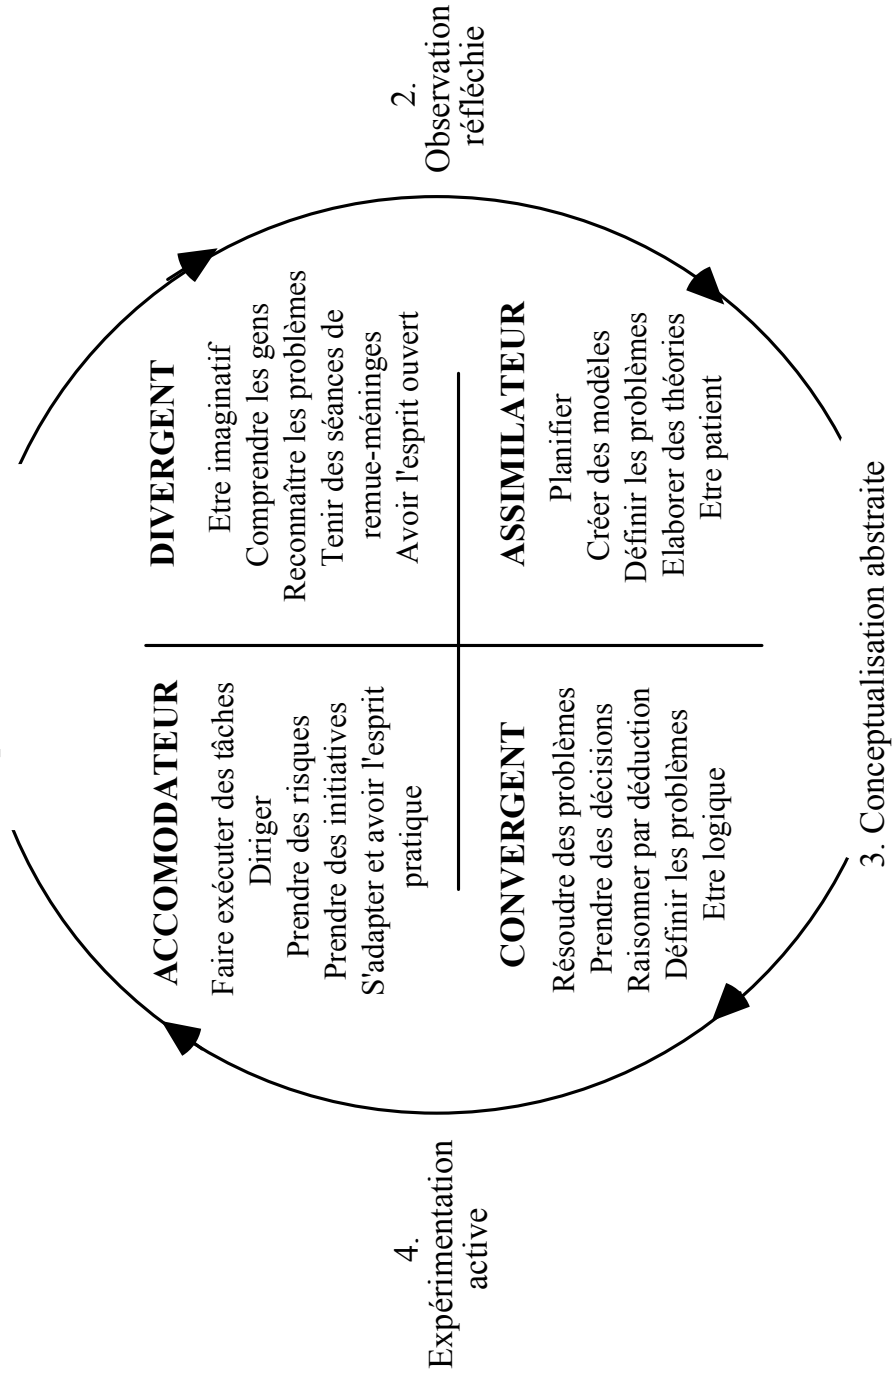 ACCOMODATEUR
Faire exécuter des tâches
Diriger
Prendre des risques
Prendre des initiatives
S'adapter et avoir l'esprit
pratique
DIVERGENT
Etre imaginatif
Comprendre les gens
Reconnaître les problèmes
Tenir des séances de
remue-méninges
Avoir l'esprit ouvert
4.
Expérimentation
active
2.
Observation
réfléchie
CONVERGENT
Résoudre des problèmes
Prendre des décisions
Raisonner par déduction
Définir les problèmes
Etre logique
ASSIMILATEUR
Planifier
Créer des modèles
Définir les problèmes
Elaborer des théories
Etre patient
3. Conceptualisation abstraite